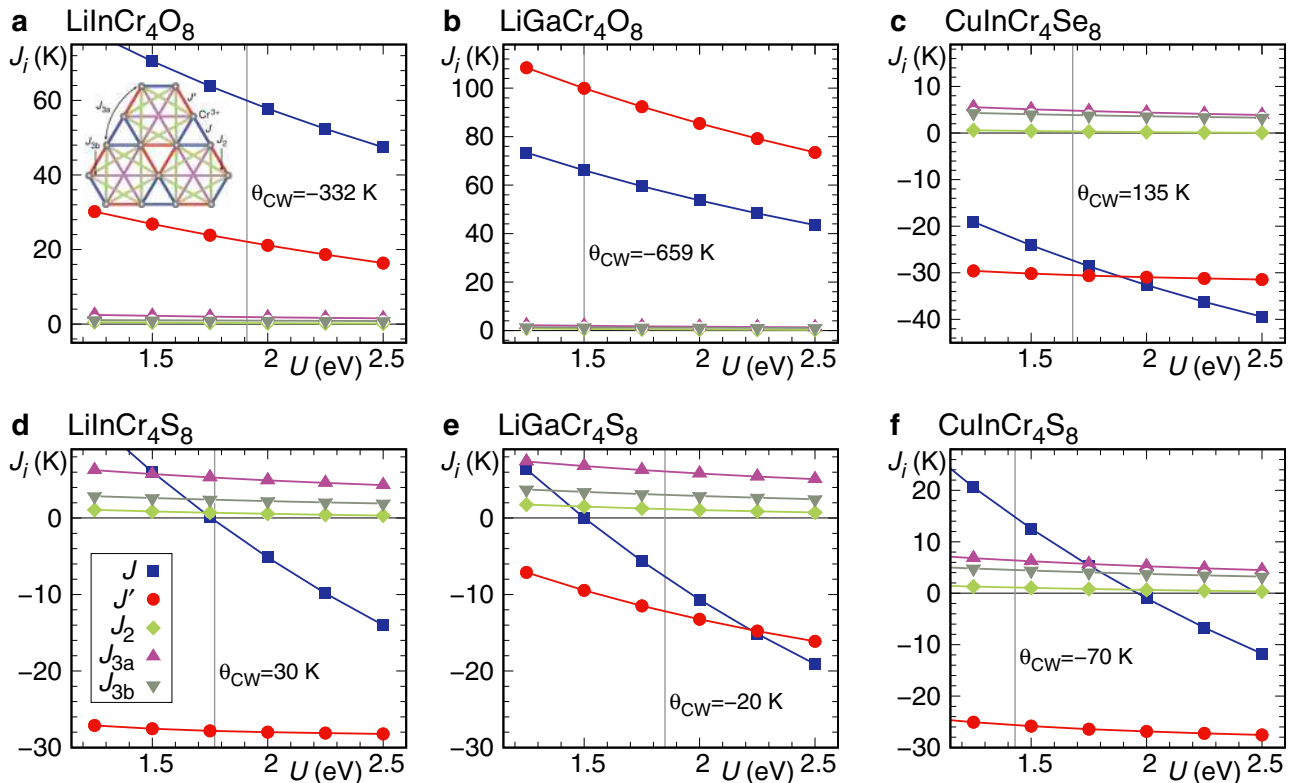 a LiInCr4O8
Ji (K)
60
40
20
0
1.5
2
2.5
U (eV)
θCW=−332 K
J3a
J'
Cr3+
J
J2
J3b
b LiGaCr4O8
Ji (K)
100
80
60
40
20
0
1.5
2
2.5
U (eV)
θCW=−659 K
c CuInCr4Se8
Ji (K)
10
0
−10
−20
−30
−40
1.5
2
2.5
U (eV)
θCW=135 K
d LiInCr4S8
Ji (K)
0
−10
−20
−30
1.5
2
2.5
U (eV)
θCW=30 K
J
J'
J2
J3a
J3b
e LiGaCr4S8
Ji (K)
0
−10
−20
−30
1.5
2
2.5
U (eV)
θCW=−20 K
f CuInCr4S8
Ji (K)
20
10
0
−10
−20
−30
1.5
2
2.5
U (eV)
θCW=−70 K